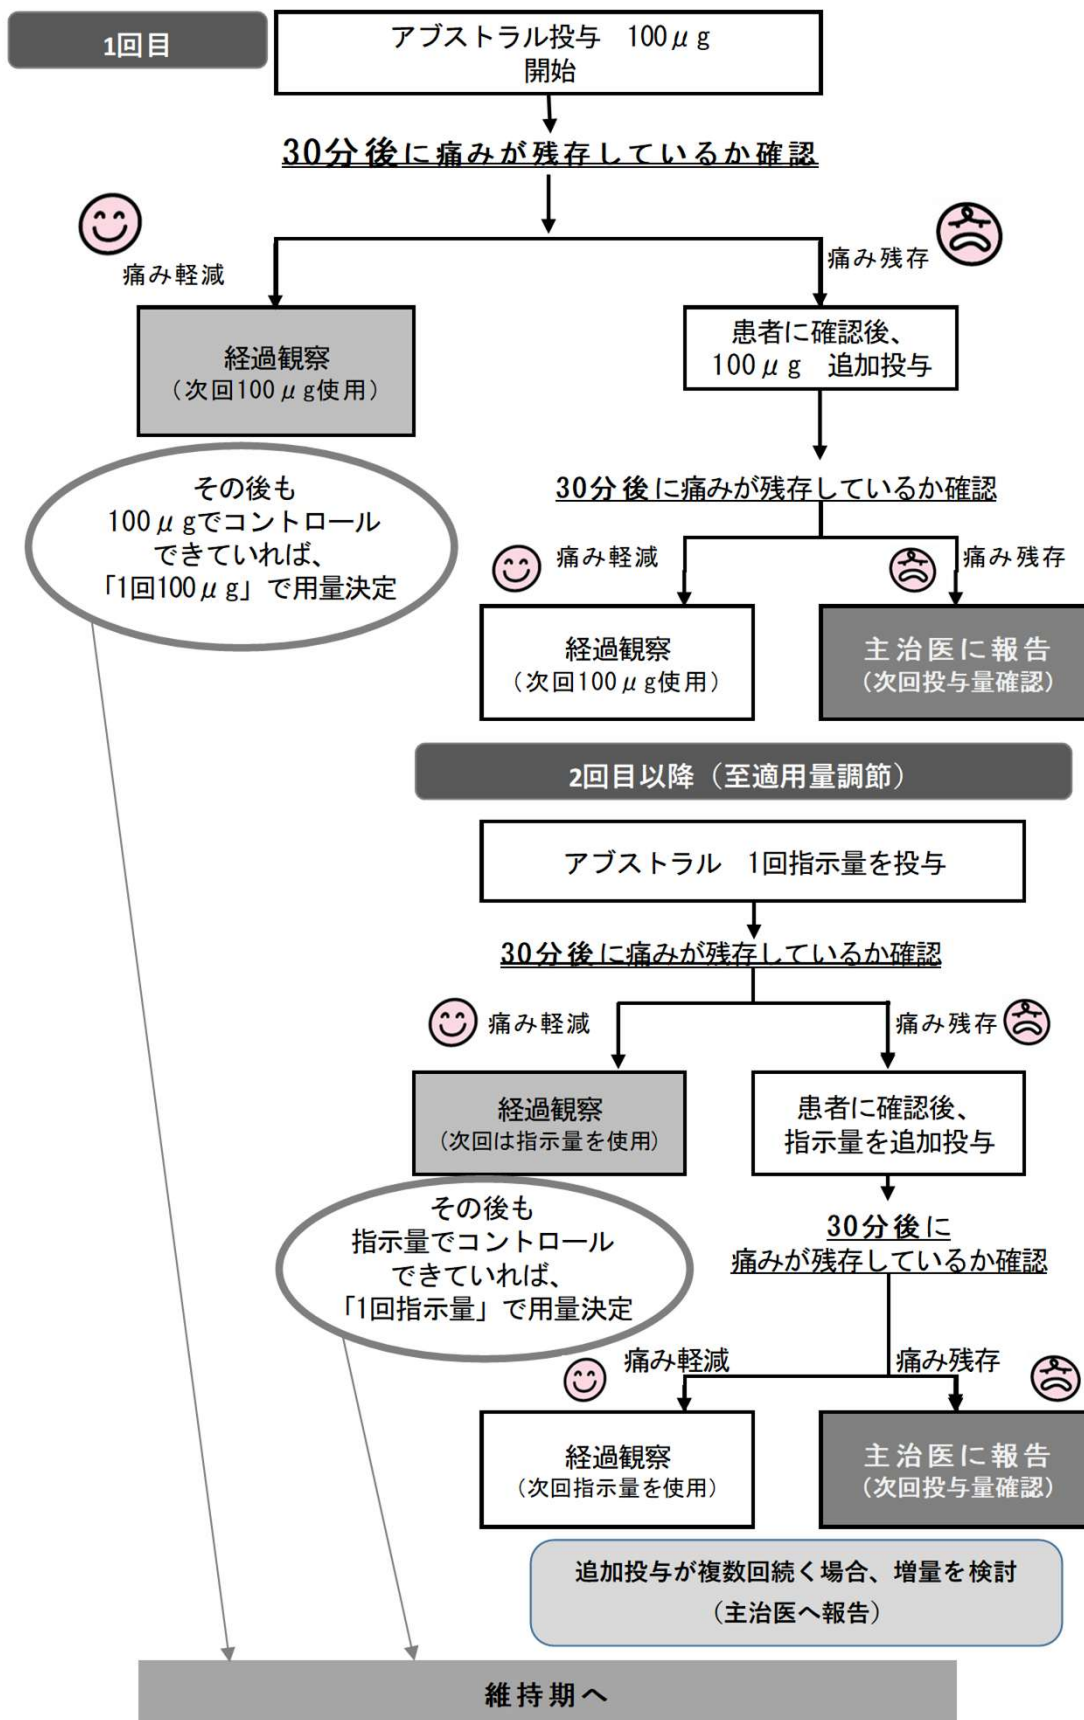 1回目
アブストラル投与　100μg
開始
30分後に痛みが残存しているか確認
痛み軽減
痛み残存
経過観察
（次回100μg使用）
患者に確認後、
100μg　追加投与
その後も
100μgでコントロール
できていれば、
「1回100μg」で用量決定
30分後に痛みが残存しているか確認
痛み軽減
痛み残存
経過観察
（次回100μg使用）
主治医に報告
（次回投与量確認）
2回目以降（至適用量調節）
アブストラル　1回指示量を投与
30分後に痛みが残存しているか確認
痛み軽減
痛み残存
経過観察
（次回は指示量を使用）
患者に確認後、
指示量を追加投与
その後も
指示量でコントロール
できていれば、
「1回指示量」で用量決定
30分後に
痛みが残存しているか確認
痛み軽減
痛み残存
経過観察
（次回指示量を使用）
主治医に報告
（次回投与量確認）
追加投与が複数回続く場合、増量を検討
（主治医へ報告）
維持期へ